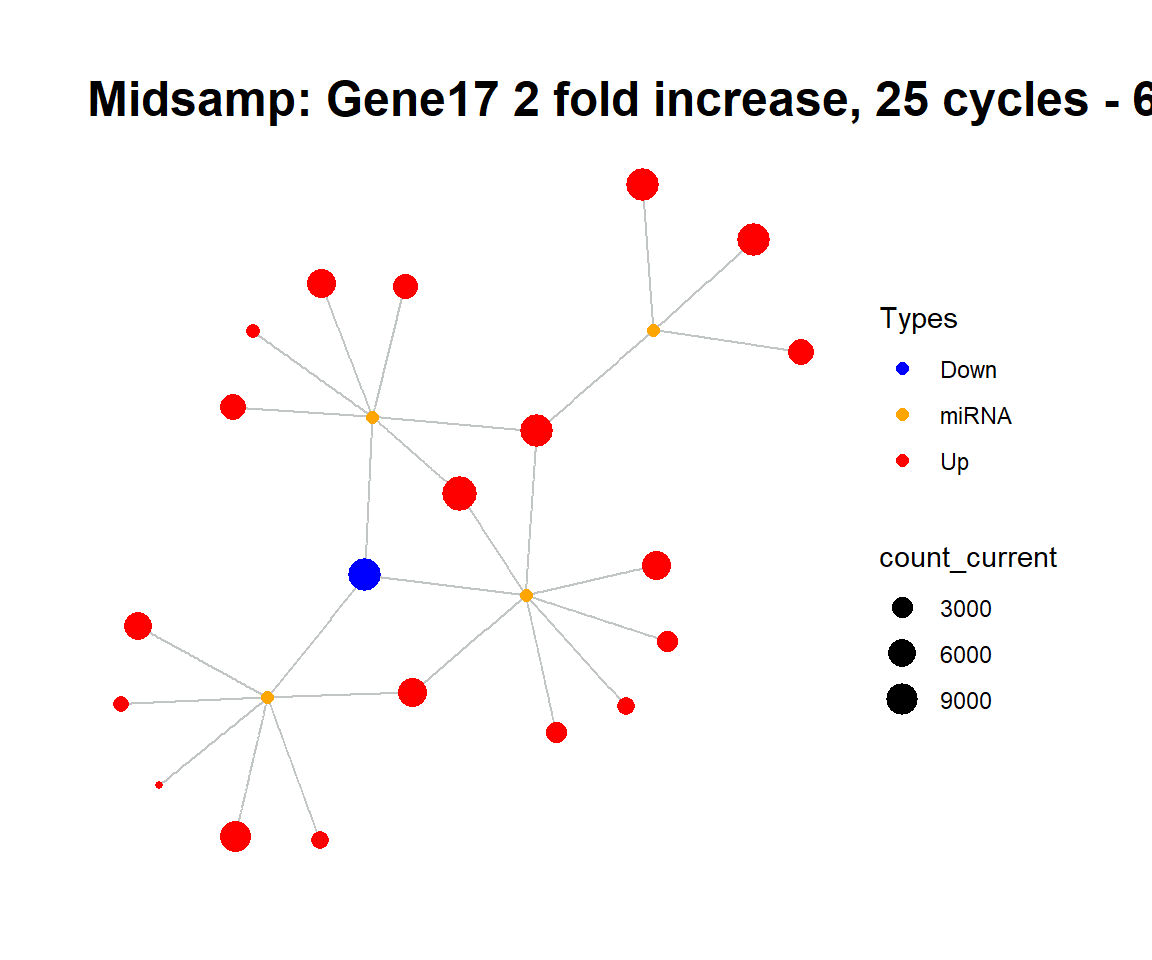 Midsamp: Gene17 2 fold increase, 25 cycles - 6
Types
Down
miRNA
Up
count_current
3000
6000
9000